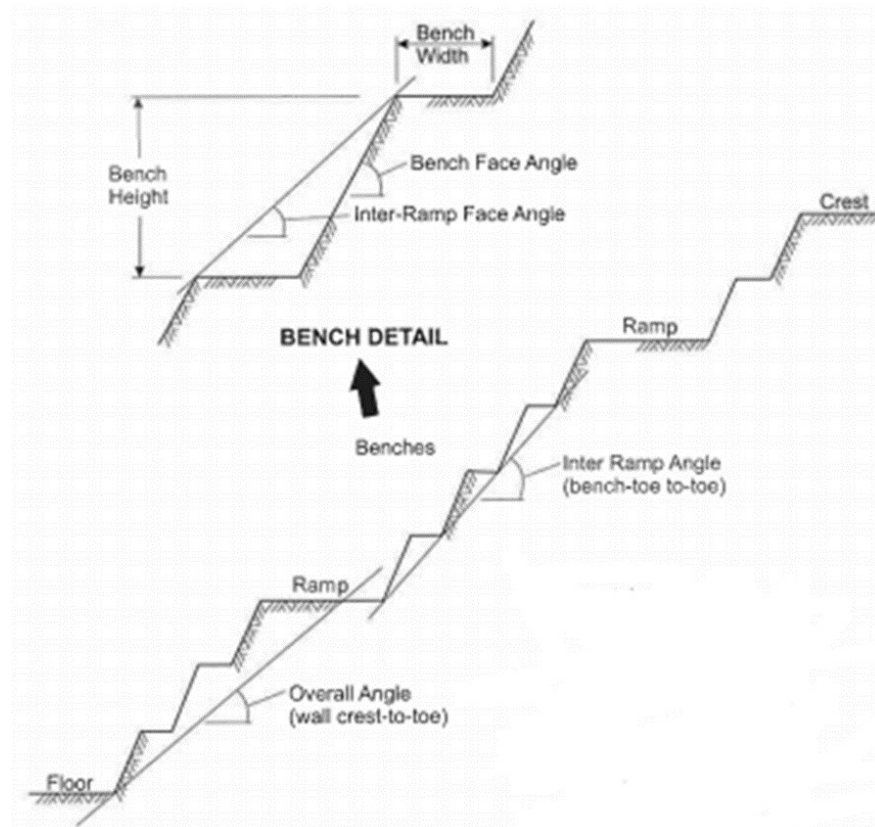 Bench
Width
Bench
Height
Bench Face Angle
Inter-Ramp Face Angle
Crest
BENCH DETAIL
Ramp
Benches
Inter Ramp Angle
(bench-toe to-toe)
Ramp
Overall Angle
(wall crest-to-toe)
Floor